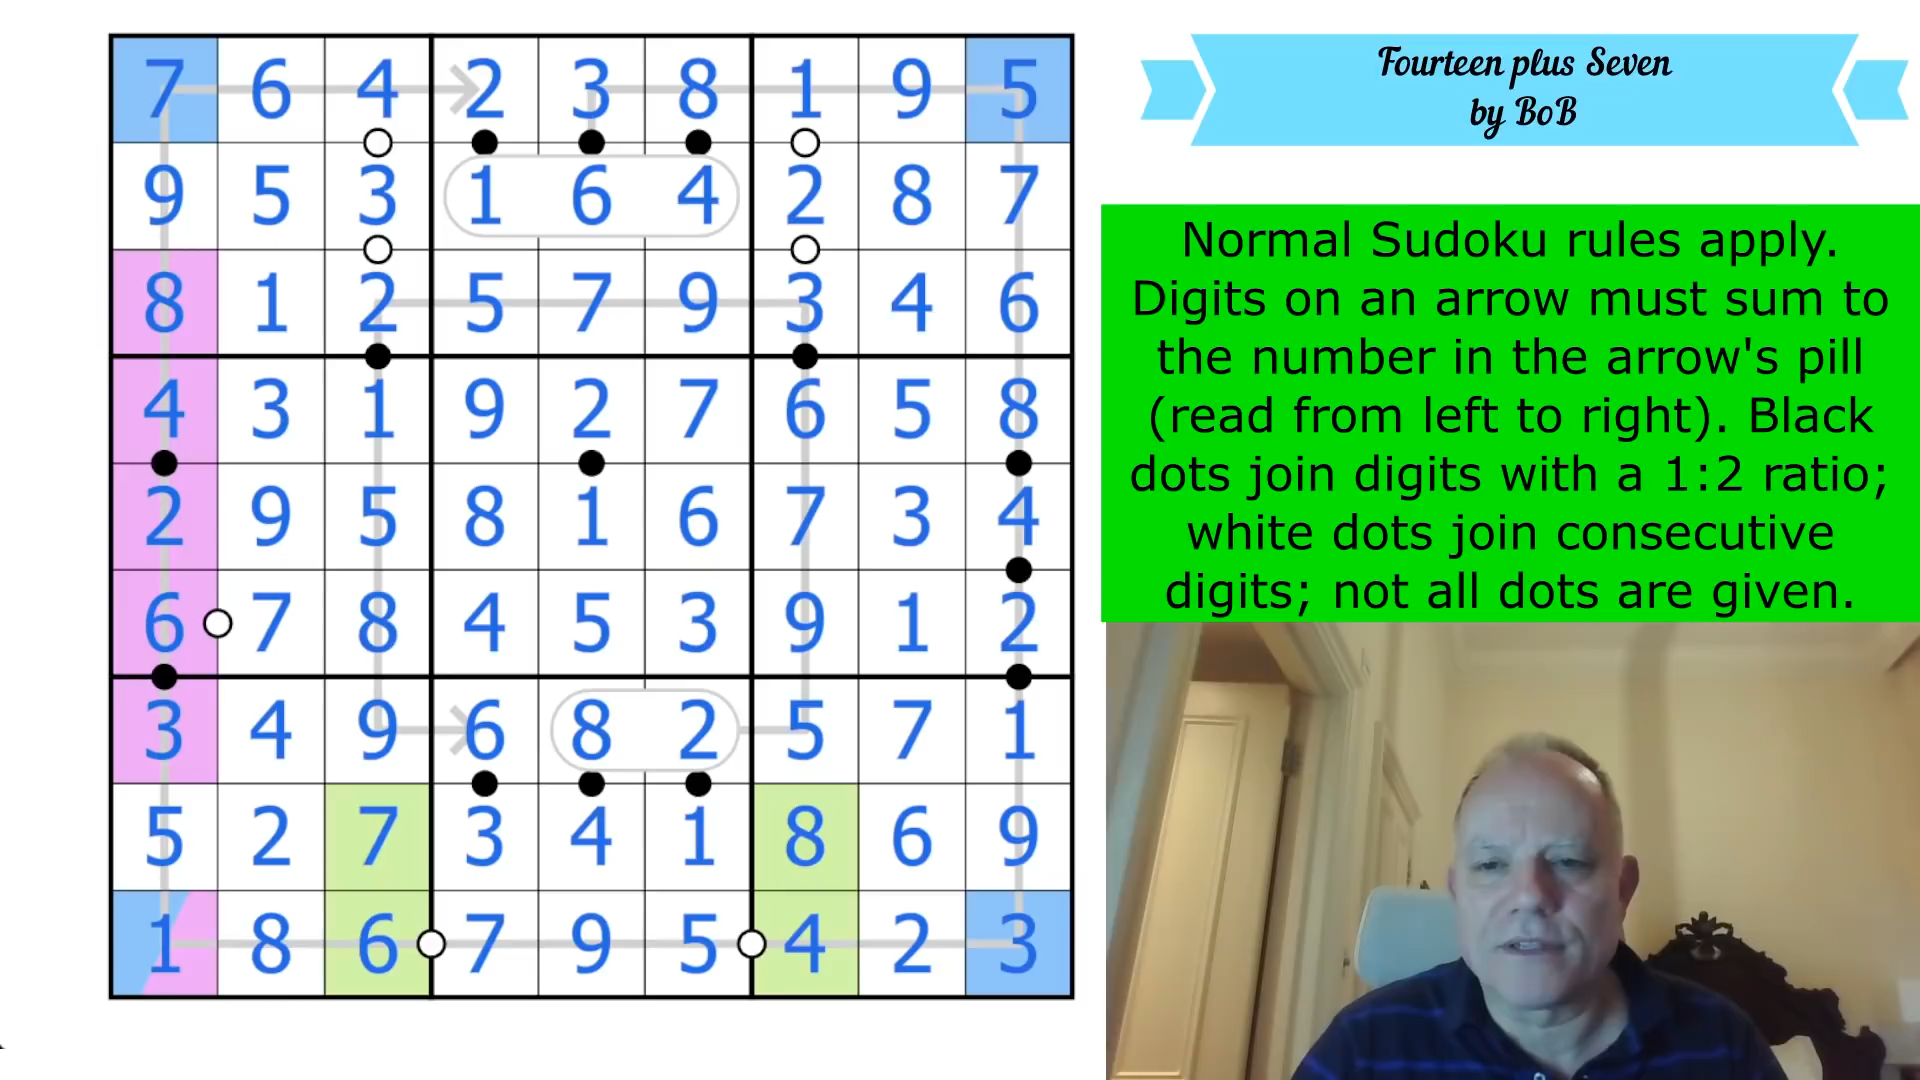 7 6 4 2 3 8 1 9 5
9 5 3 1 6 4 2 8 7
8 1 2 5 7 9 3 4 6
4 3 1 9 2 7 6 5 8
2 9 5 8 1 6 7 3 4
6 7 8 4 5 3 9 1 2
3 4 9 6 8 2 5 7 1
5 2 7 3 4 1 8 6 9
1 8 6 7 9 5 4 2 3
Fourteen plus Seven
by BoB
Normal Sudoku rules apply.
Digits on an arrow must sum to
the number in the arrow's pill
(read from left to right). Black
dots join digits with a 1:2 ratio;
white dots join consecutive
digits; not all dots are given.